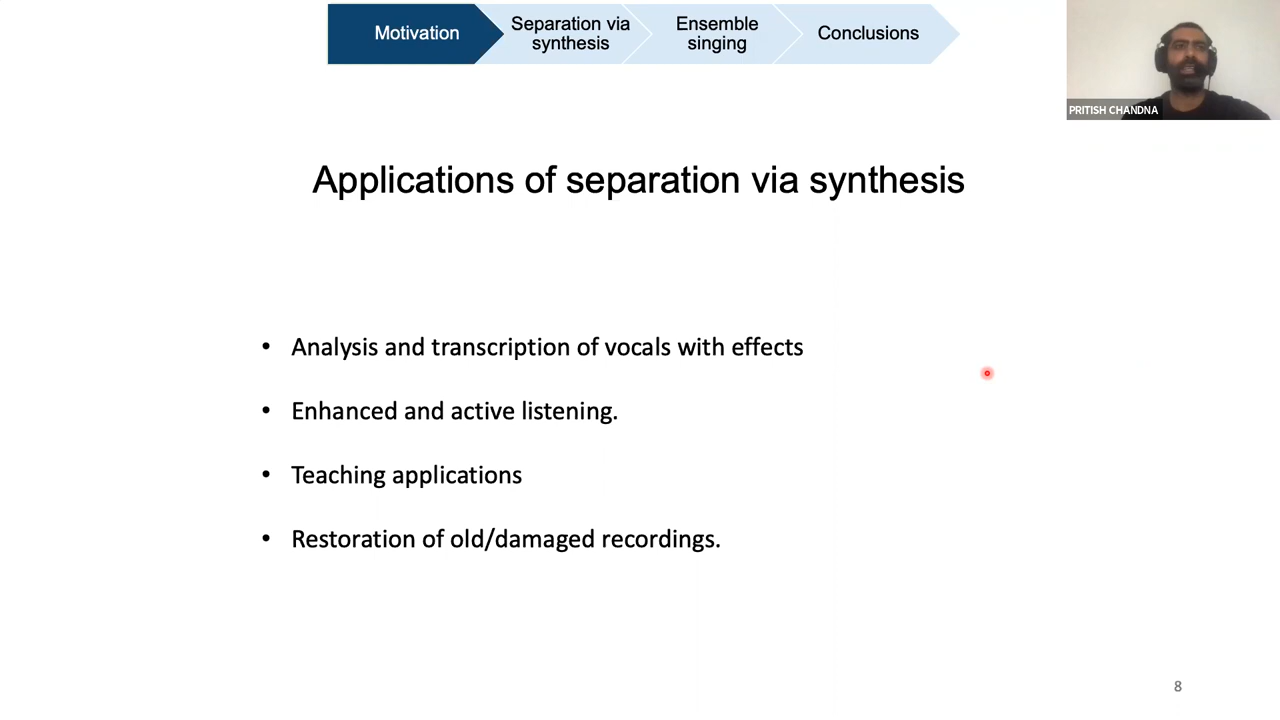 Motivation
Separation via
synthesis
Ensemble
singing
Conclusions
PRITISH CHANDNA
Applications of separation via synthesis
• Analysis and transcription of vocals with effects
• Enhanced and active listening.
• Teaching applications
• Restoration of old/damaged recordings.
8